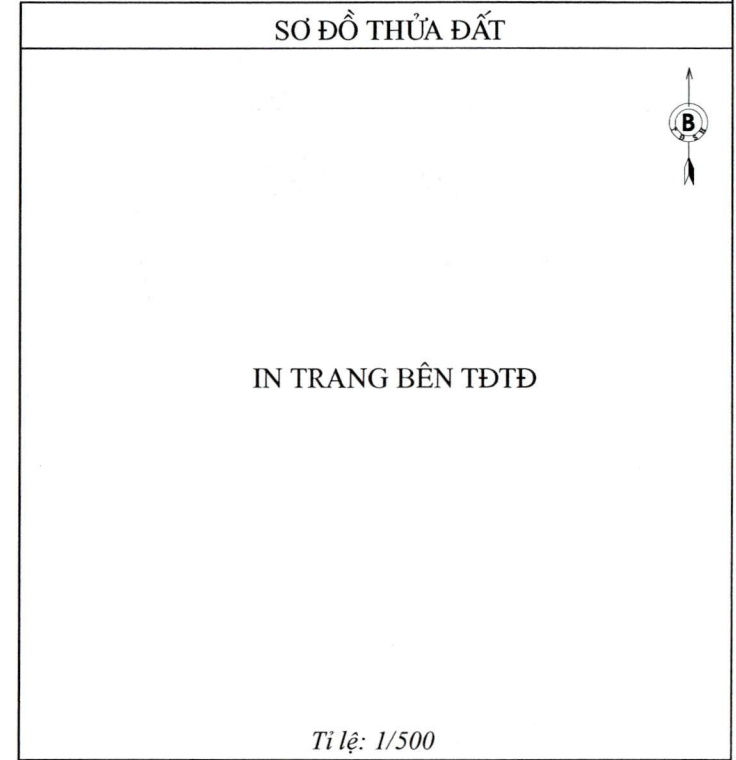 SƠ ĐỒ THỬA ĐẤT
B
IN TRANG BÊN TĐTĐ
Tỉ lệ: 1/500